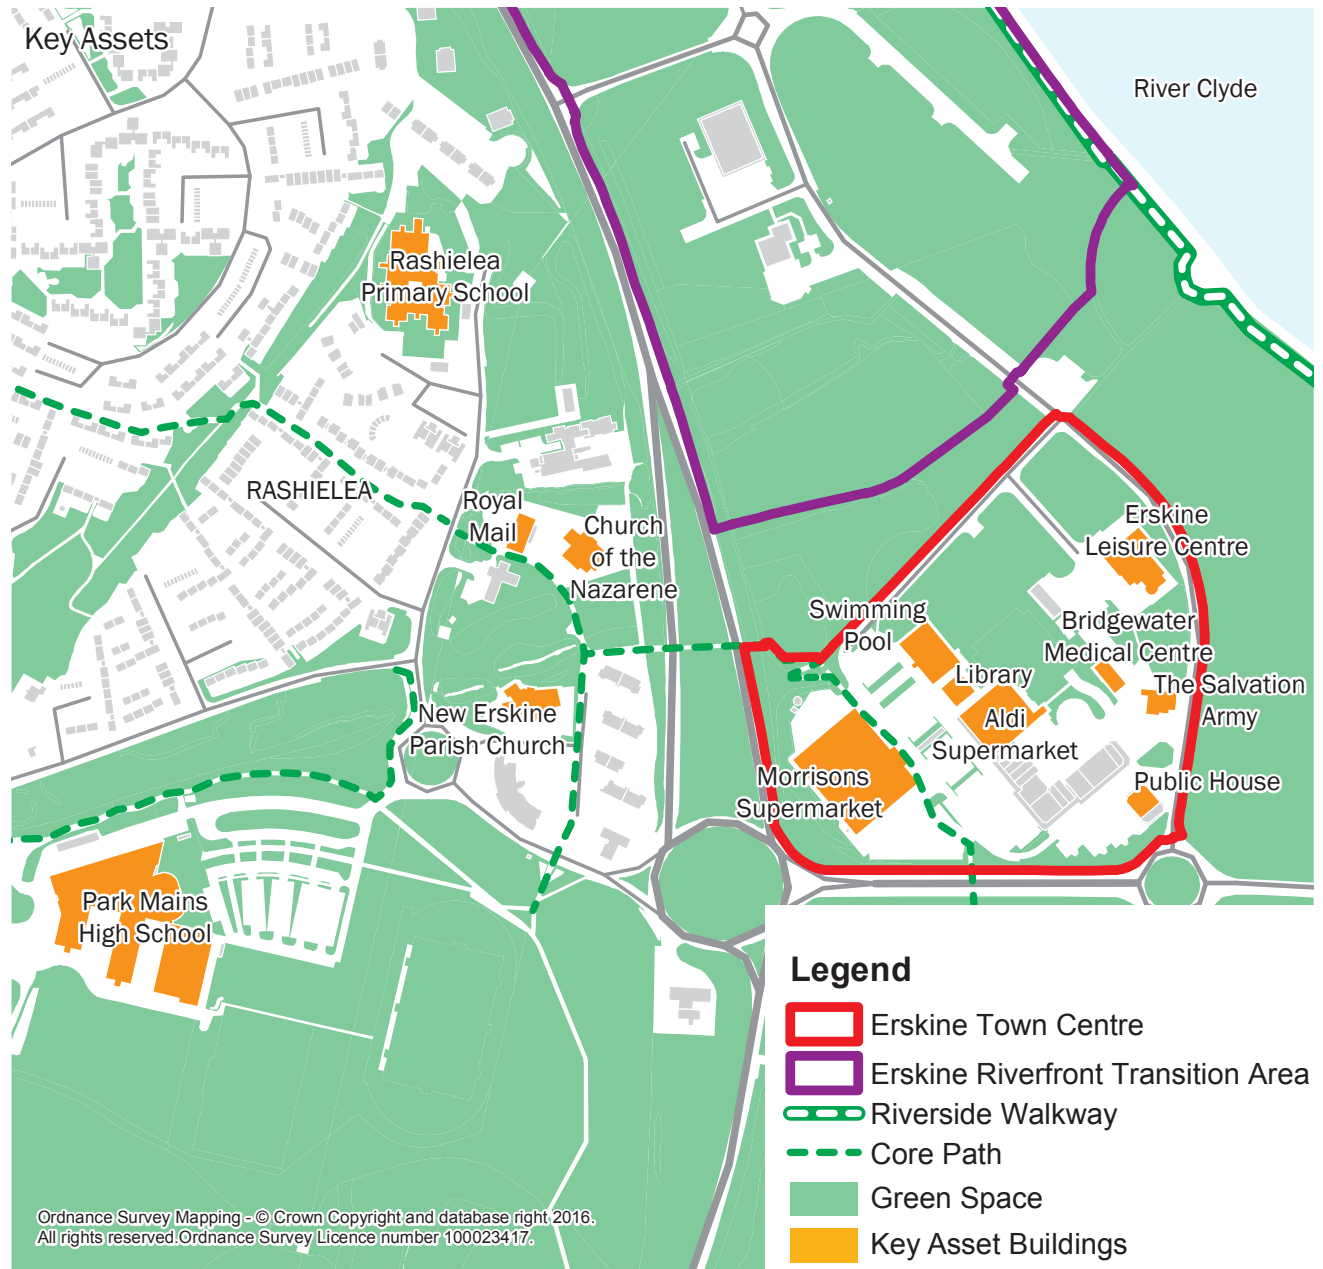 Key Assets
River Clyde
Rashielea
Primary School
RASHIELEA
Royal
Mail
Church
of the
Nazarene
Erskine
Leisure Centre
Swimming
Pool
Bridgewater
Medical Centre
Library
The Salvation
Army
Aldi
Supermarket
New Erskine
Parish Church
Morrisons
Supermarket
Public House
Park Mains
High School
Legend
Erskine Town Centre
Erskine Riverfront Transition Area
Riverside Walkway
Core Path
Green Space
Key Asset Buildings
Ordnance Survey Mapping - © Crown Copyright and database right 2016.
All rights reserved.Ordnance Survey Licence number 100023417.